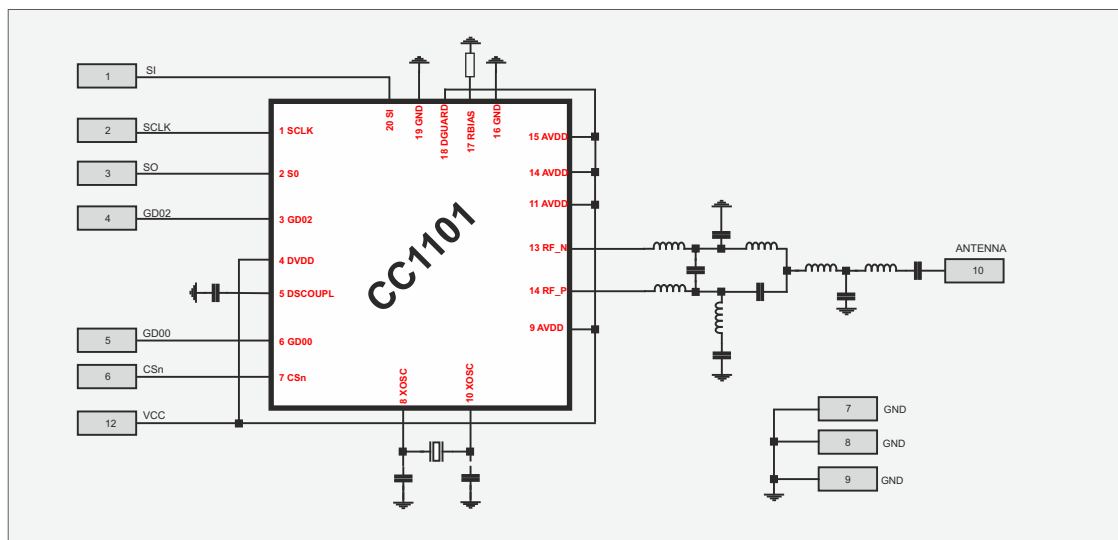 1 SI
2 SCLK
3 SO
4 GD02
5 GD00
6 CSn
12 VCC
20 SI
19 GND
18 DGUARD
17 RBIAS
16 GND
1 SCLK
2 S0
3 GD02
4 DVDD
5 DSCOUPL
6 GD00
7 CSn
CC1101
15 AVDD
14 AVDD
11 AVDD
13 RF_N
14 RF_P
9 AVDD
8 XOSC
10 XOSC
ANTENNA
10
7 GND
8 GND
9 GND